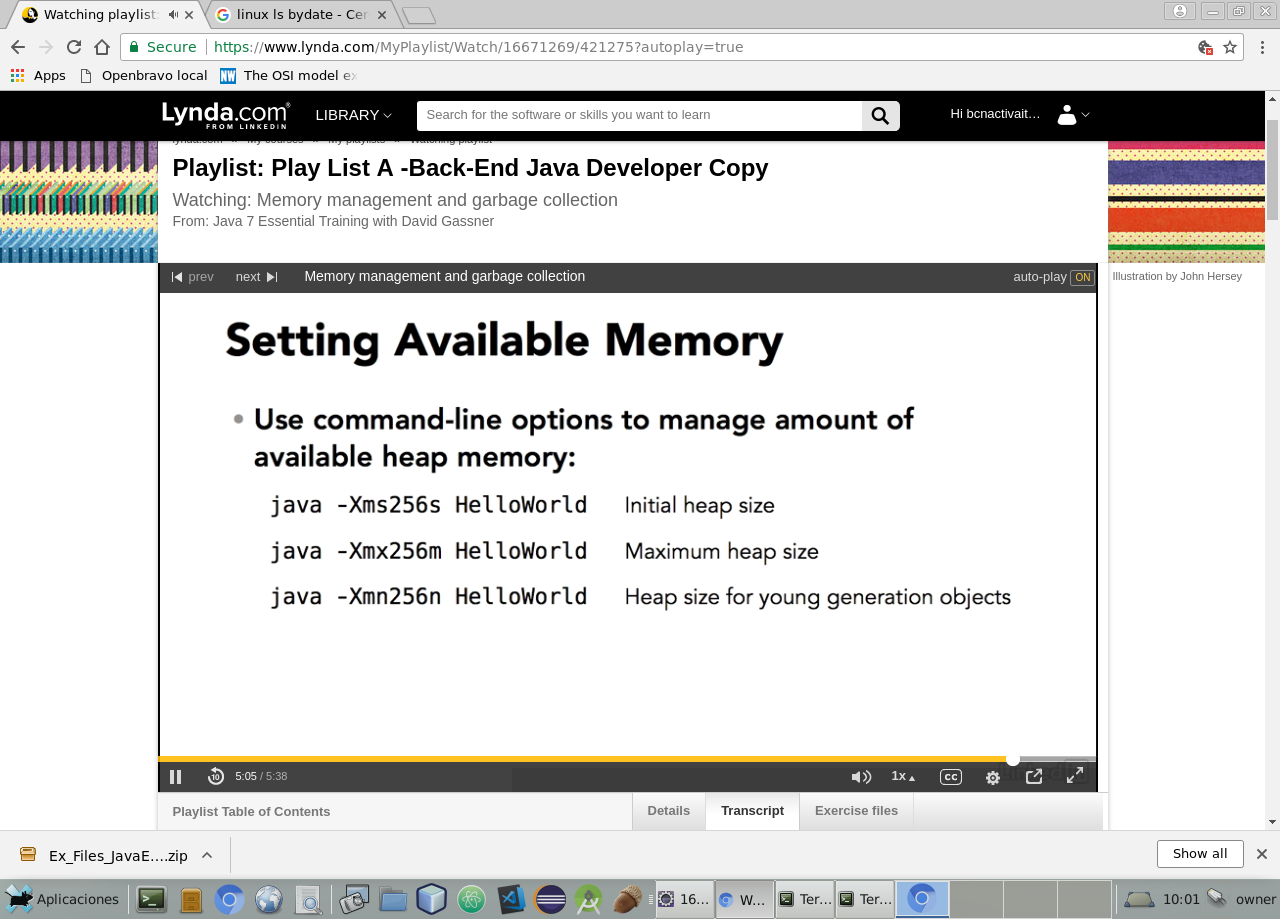 Watching playlist:
linux ls bydate - Cer
Secure
https://www.lynda.com/MyPlaylist/Watch/16671269/421275?autoplay=true
Apps
Openbravo local
NW
The OSI model ex
Lynda.com®
FROM LINKEDIN
LIBRARY
Search for the software or skills you want to learn
Hi bcnactivait…
lynda.com » My courses » My playlists » Watching playlist
Playlist: Play List A -Back-End Java Developer Copy
Watching: Memory management and garbage collection
From: Java 7 Essential Training with David Gassner
Illustration by John Hersey
prev
next
Memory management and garbage collection
auto-play ON
Setting Available Memory
• Use command-line options to manage amount of
available heap memory:
java -Xms256s HelloWorld Initial heap size
java -Xmx256m HelloWorld Maximum heap size
java -Xmn256n HelloWorld Heap size for young generation objects
10
5:05 / 5:38
1x
cc
Playlist Table of Contents
Details
Transcript
Exercise files
Ex_Files_JavaE....zip
Show all
Aplicaciones
16...
W...
Ter...
Ter...
10:01
owner